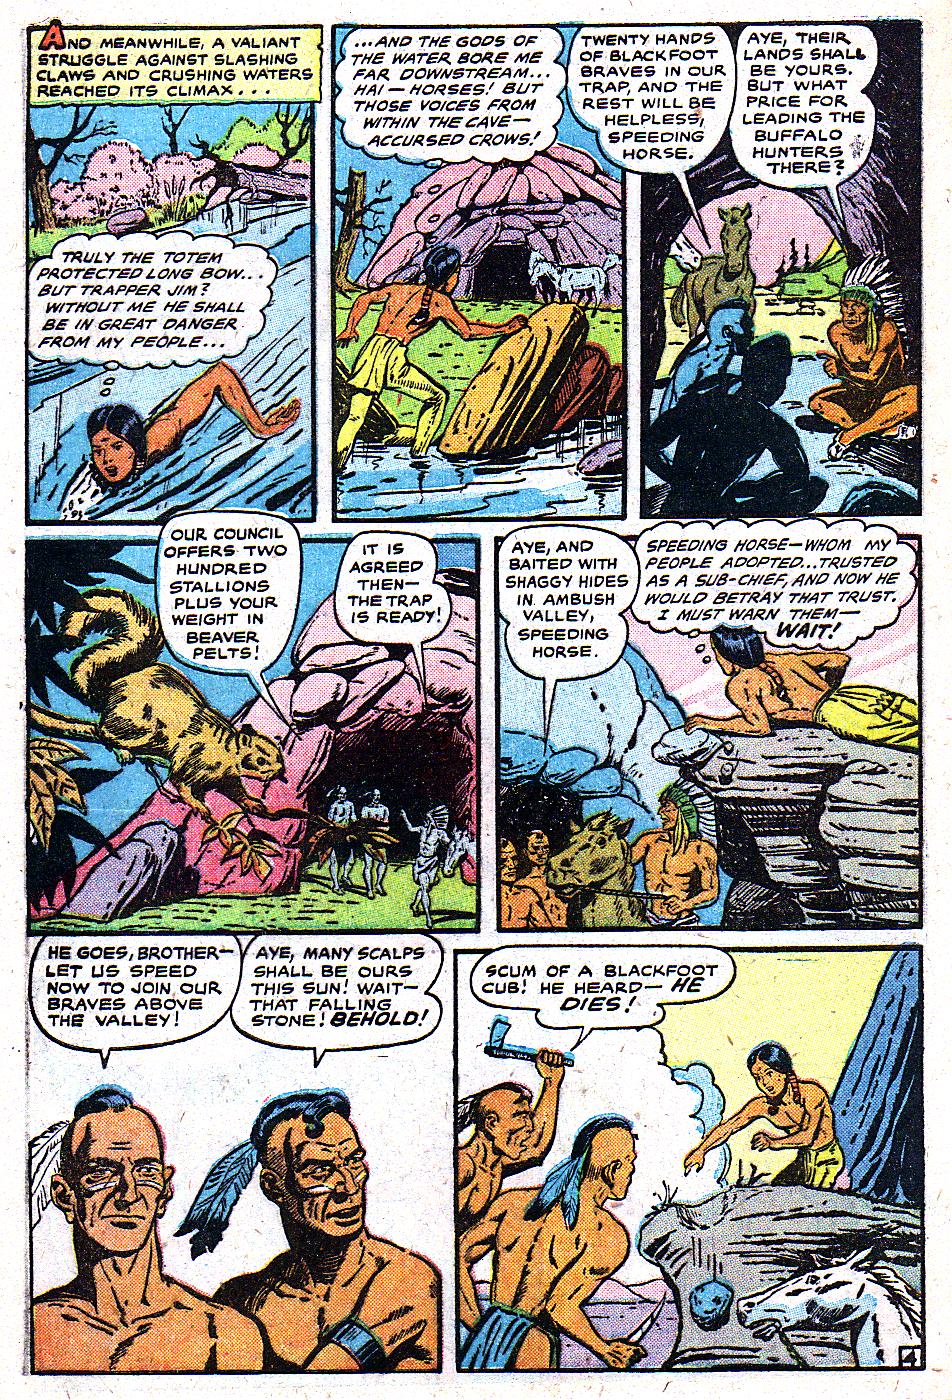 AND MEANWHILE, A VALIANT
STRUGGLE AGAINST SLASHING
CLAWS AND CRUSHING WATERS
REACHED ITS CLIMAX...
TRULY THE TOTEM
PROTECTED LONG BOW...
BUT TRAPPER JIM?
WITHOUT ME HE SHALL
BE IN GREAT DANGER
FROM MY PEOPLE...
...AND THE GODS OF
THE WATER BORE ME
FAR DOWNSTREAM...
HAI—HORSES! BUT
THOSE VOICES FROM
WITHIN THE CAVE—
ACCURSED CROWS!
TWENTY HANDS
OF BLACKFOOT
BRAVES IN OUR
TRAP, AND THE
REST WILL BE
HELPLESS,
SPEEDING
HORSE.
AYE, THEIR
LANDS SHALL
BE YOURS.
BUT WHAT
PRICE FOR
LEADING THE
BUFFALO
HUNTERS
THERE?
OUR COUNCIL
OFFERS TWO
HUNDRED
STALLIONS
PLUS YOUR
WEIGHT IN
BEAVER
PELTS!
IT IS
AGREED
THEN—
THE TRAP
IS READY!
AYE, AND
BAITED WITH
SHAGGY HIDES
IN AMBUSH
VALLEY,
SPEEDING
HORSE.
SPEEDING HORSE—WHOM MY
PEOPLE ADOPTED...TRUSTED
AS A SUB-CHIEF, AND NOW HE
WOULD BETRAY THAT TRUST.
I MUST WARN THEM—
WAIT!
HE GOES, BROTHER—
LET US SPEED
NOW TO JOIN OUR
BRAVES ABOVE
THE VALLEY!
AYE, MANY SCALPS
SHALL BE OURS
THIS SUN! WAIT—
THAT FALLING
STONE! BEHOLD!
SCUM OF A BLACKFOOT
CUB! HE HEARD—HE
DIES!
4